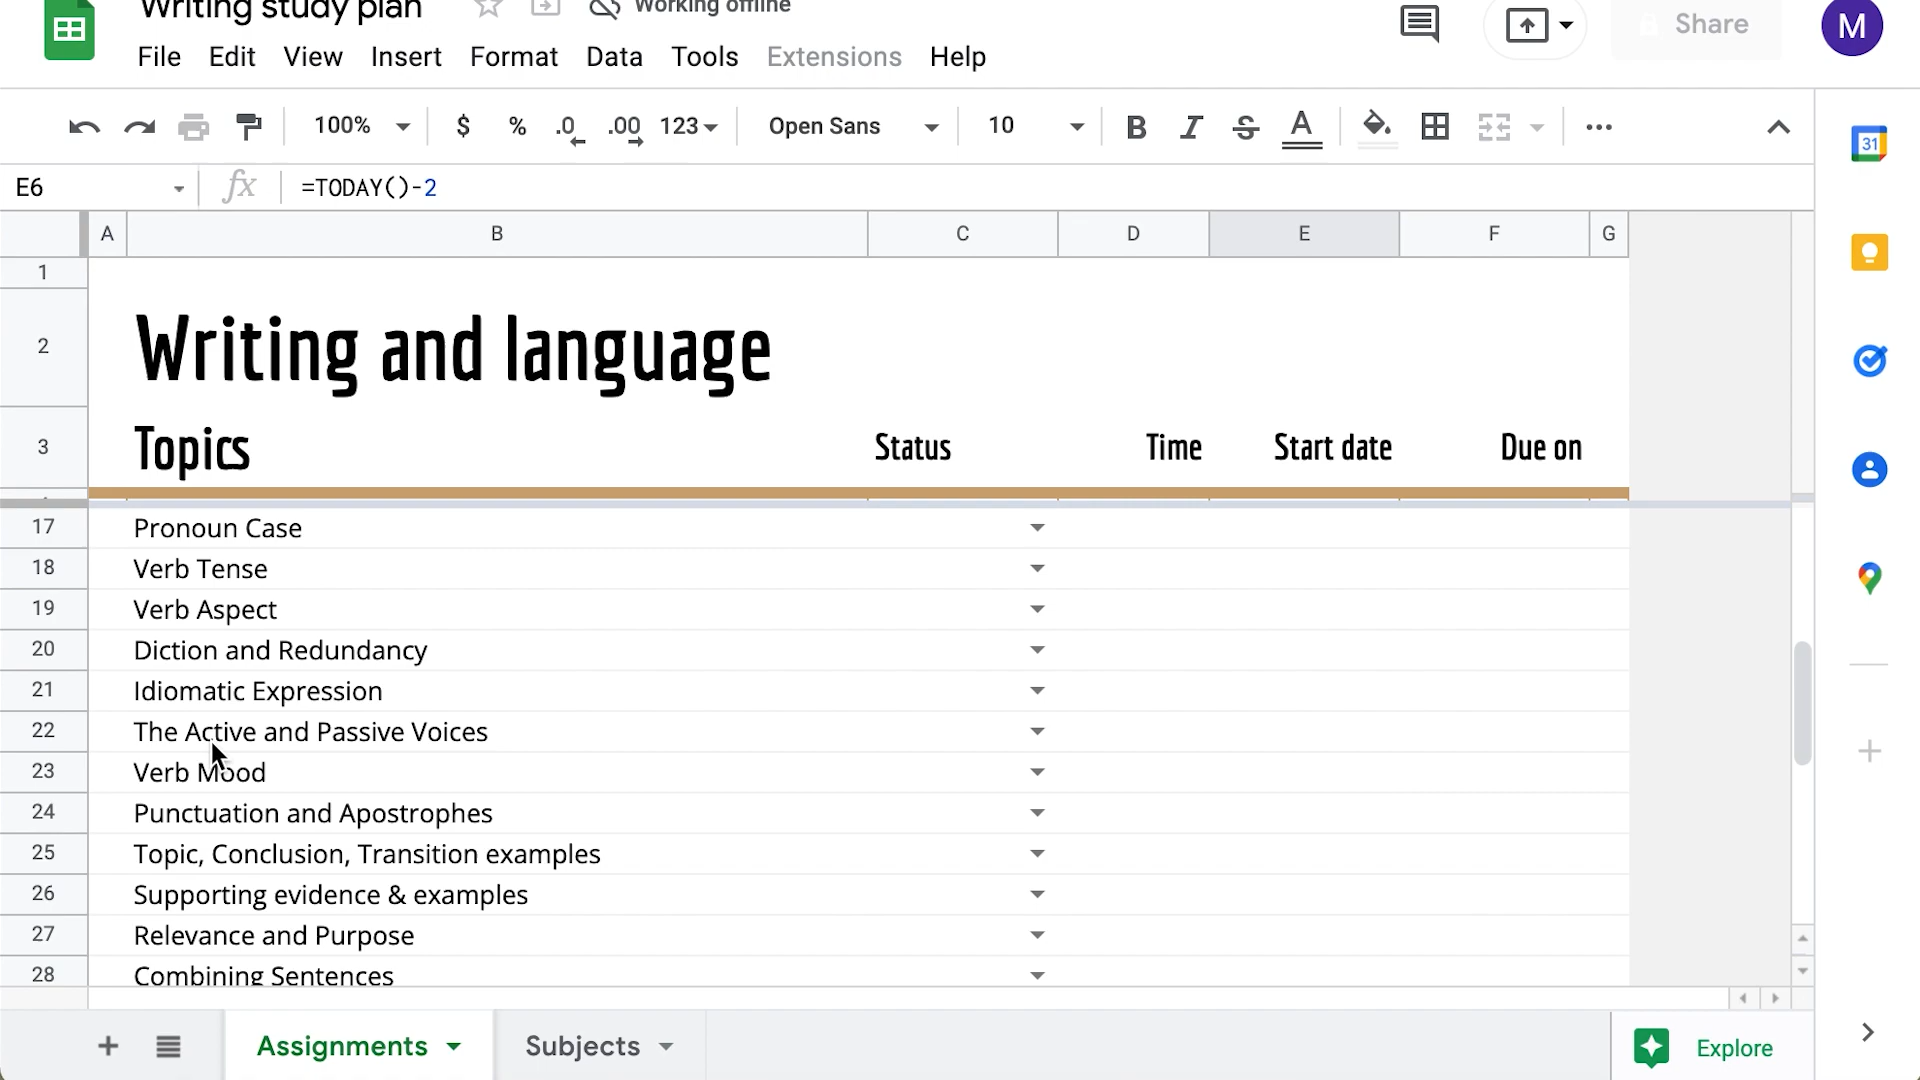 Writing study plan
Working offline
M
Share
File Edit View Insert Format Data Tools Extensions Help
100% $ % .0 .00 123 Open Sans 10 B I S A
31
E6 fx =TODAY()-2
A B C D E F G
1
2 Writing and language
3 Topics Status Time Start date Due on
17 Pronoun Case
18 Verb Tense
19 Verb Aspect
20 Diction and Redundancy
21 Idiomatic Expression
22 The Active and Passive Voices
23 Verb Mood
24 Punctuation and Apostrophes
25 Topic, Conclusion, Transition examples
26 Supporting evidence & examples
27 Relevance and Purpose
28 Combining Sentences
Assignments Subjects Explore